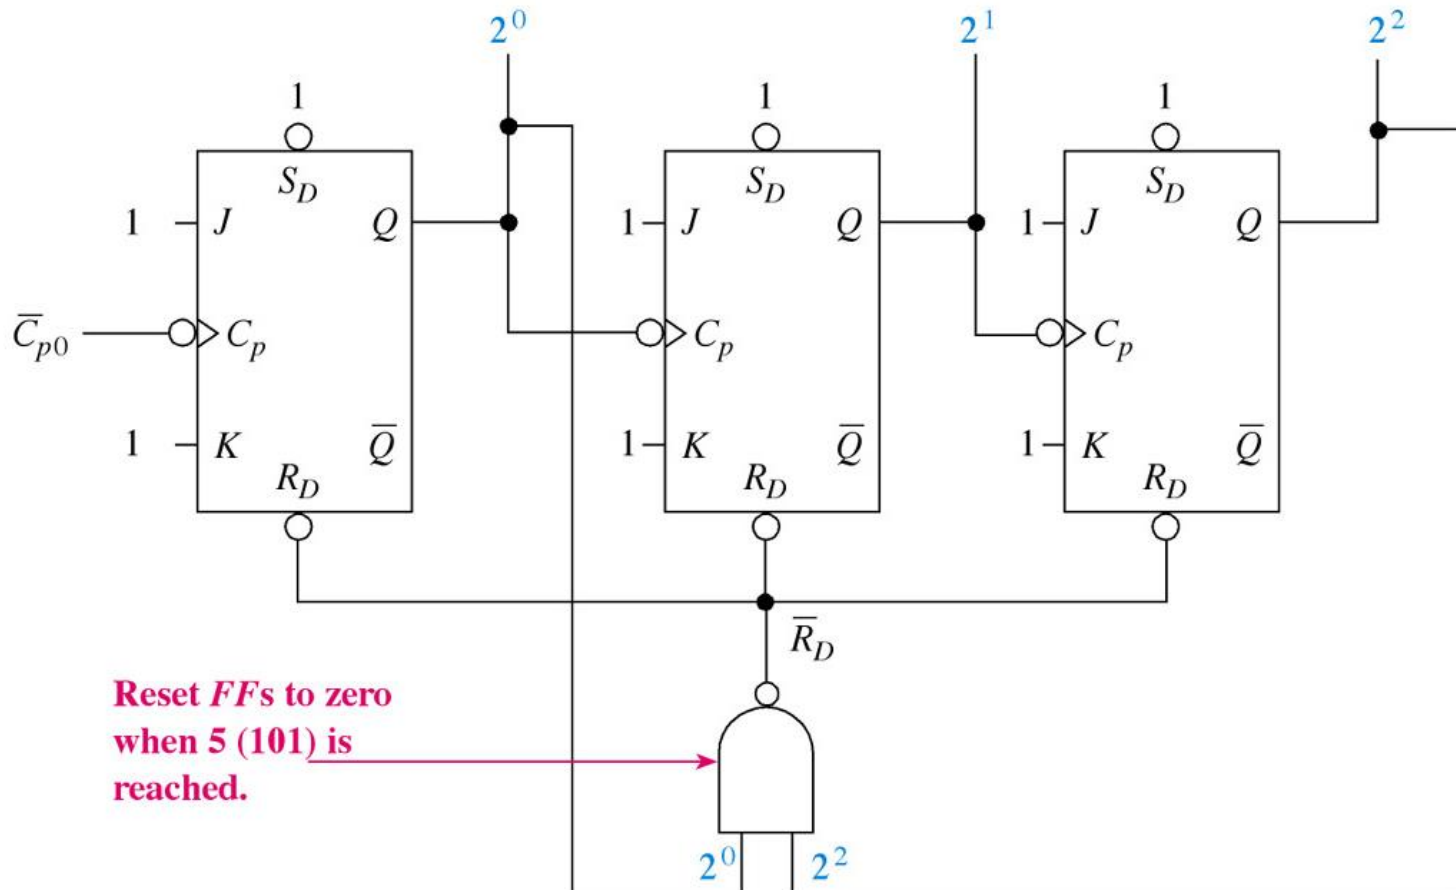 2⁰ 2¹ 2²
1 1 1
S_D S_D S_D
1 J Q 1 J Q 1 J Q
C̅_p0 C_p C_p C_p
1 K Q̅ 1 K Q̅ 1 K Q̅
R_D R_D R_D
R̅_D
Reset FFs to zero
when 5 (101) is
reached.
2⁰ 2²